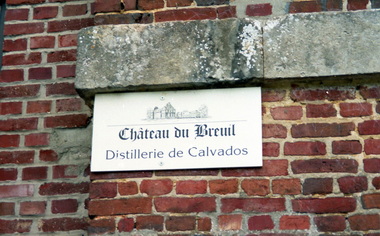 Château du Breuil
Distillerie de Calvados